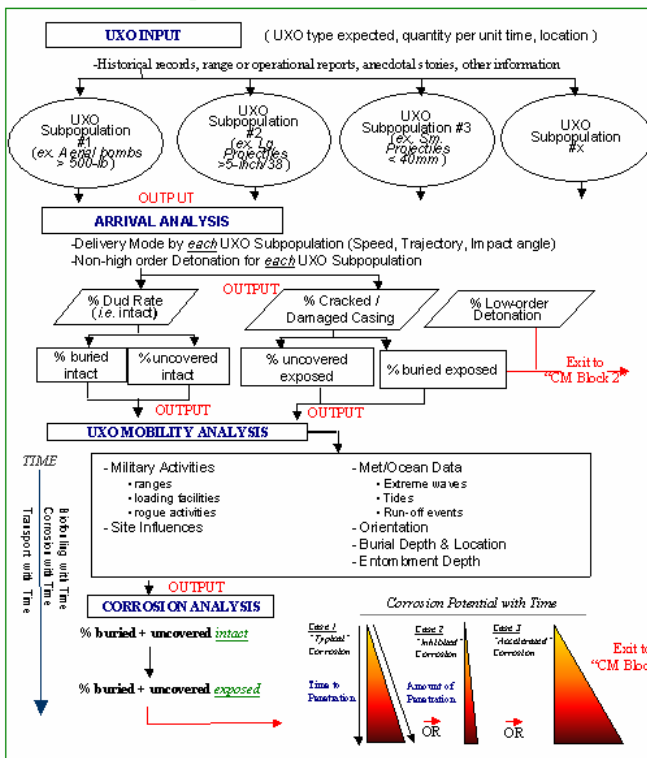 UXO INPUT
( UXO type expected, quantity per unit time, location )
-Historical records, range or operational reports, anecdotal stories, other information
UXO
Subpopulation
#1
(ex. Aerial bombs
> 500-lb)
UXO
Subpopulation
#2
(ex. Lg.
Projectiles
>5-inch/38)
UXO
Subpopulation #3
(ex. Sm.
Projectiles
< 40mm)
UXO
Subpopulation
#x
OUTPUT
ARRIVAL ANALYSIS
-Delivery Mode by each UXO Subpopulation (Speed, Trajectory, Impact angle)
-Non-high order Detonation for each UXO Subpopulation
OUTPUT
% Dud Rate
(i.e. intact)
% Cracked /
Damaged Casing
% Low-order
Detonation
% buried
intact
% uncovered
intact
% uncovered
exposed
% buried exposed
Exit to
"CM Block 2"
OUTPUT
OUTPUT
UXO MOBILITY ANALYSIS
TIME
Biofouling with Time
Corrosion with Time
Transport with Time
- Military Activities
• ranges
• loading facilities
• rogue activities
- Site Influences
- Met/Ocean Data
• Extreme waves
• Tides
• Run-off events
- Orientation
- Burial Depth & Location
- Entombment Depth
OUTPUT
CORROSION ANALYSIS
% buried + uncovered intact
% buried + uncovered exposed
Corrosion Potential with Time
Case 1
"Typical"
Corrosion
Case 2
"Inhibited"
Corrosion
Case 3
"Accelerated"
Corrosion
Time to
Penetration
Amount of
Penetration
OR
OR
Exit to
"CM Block